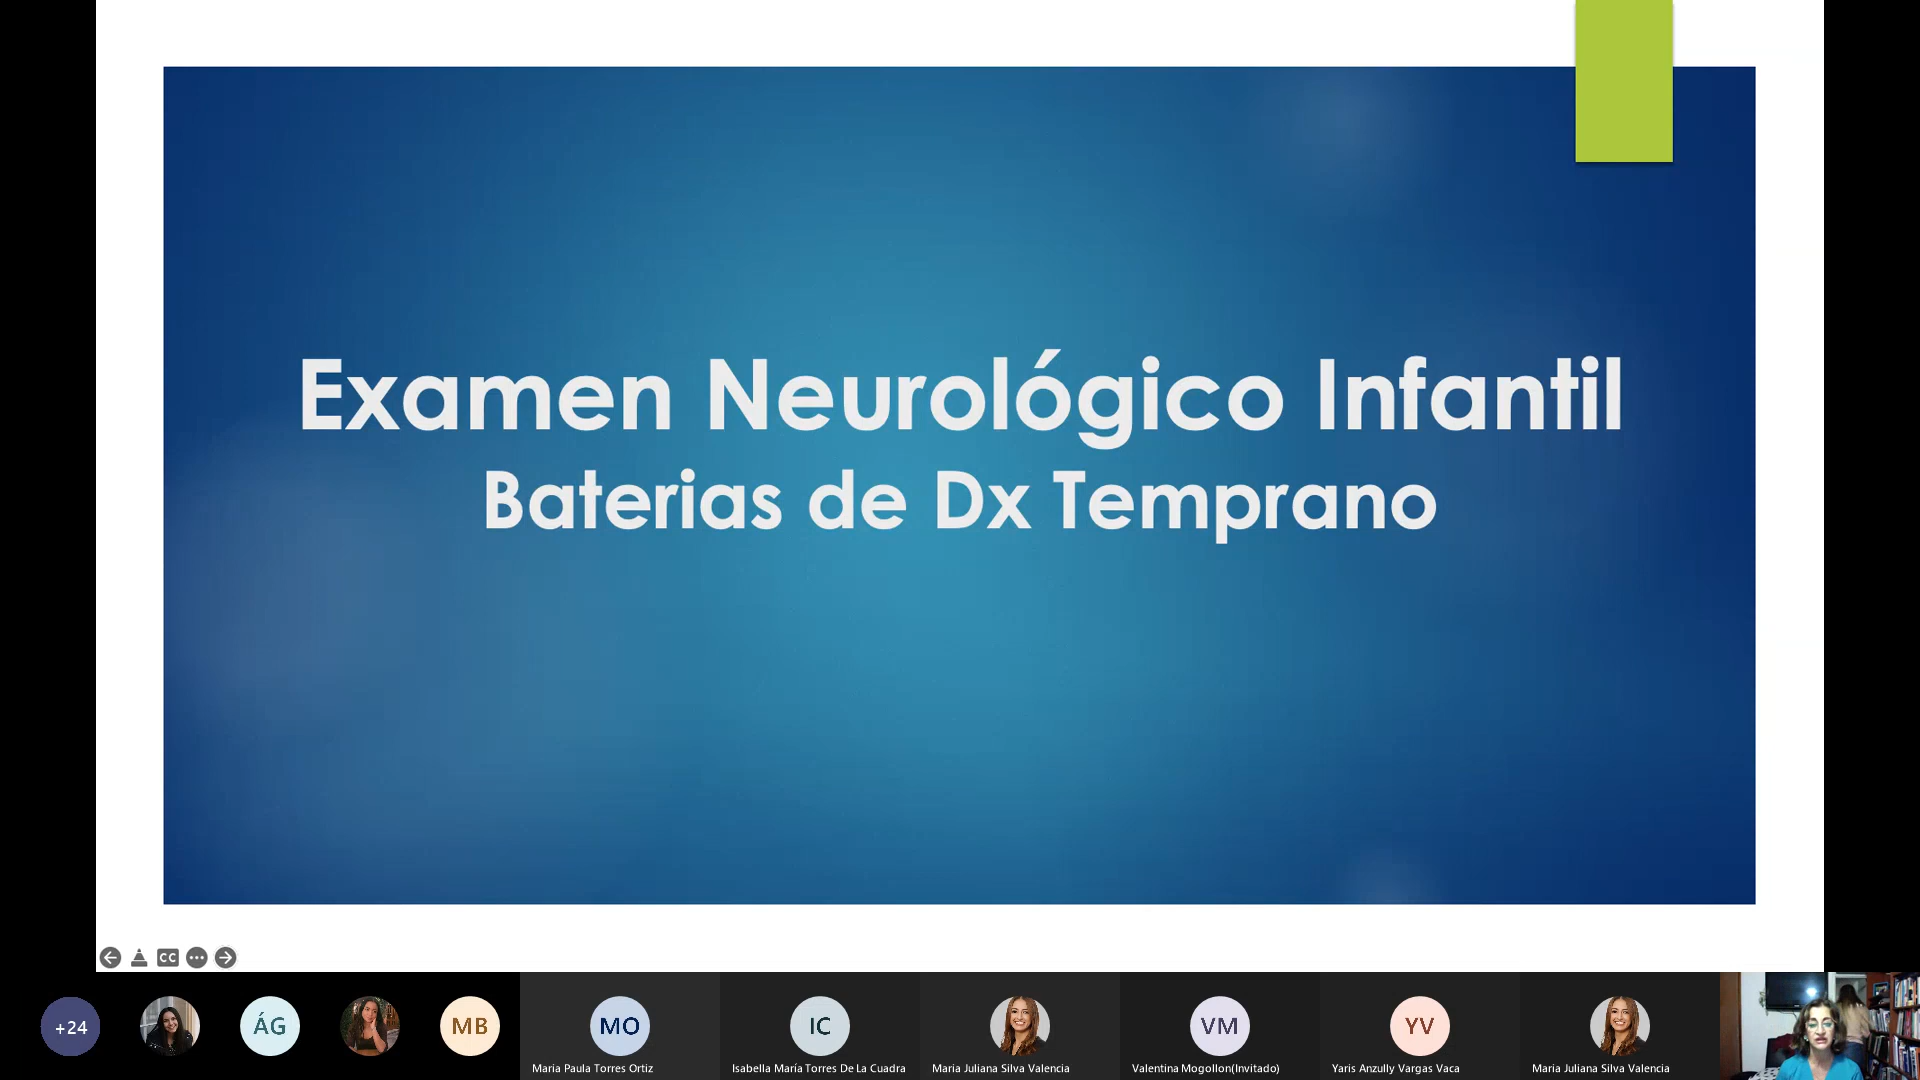 Examen Neurológico Infantil
Baterias de Dx Temprano
CC
+24
ÁG
MB
MO
IC
VM
YV
Maria Paula Torres Ortiz
Isabella María Torres De La Cuadra
Maria Juliana Silva Valencia
Valentina Mogollon(Invitado)
Yaris Anzully Vargas Vaca
Maria Juliana Silva Valencia